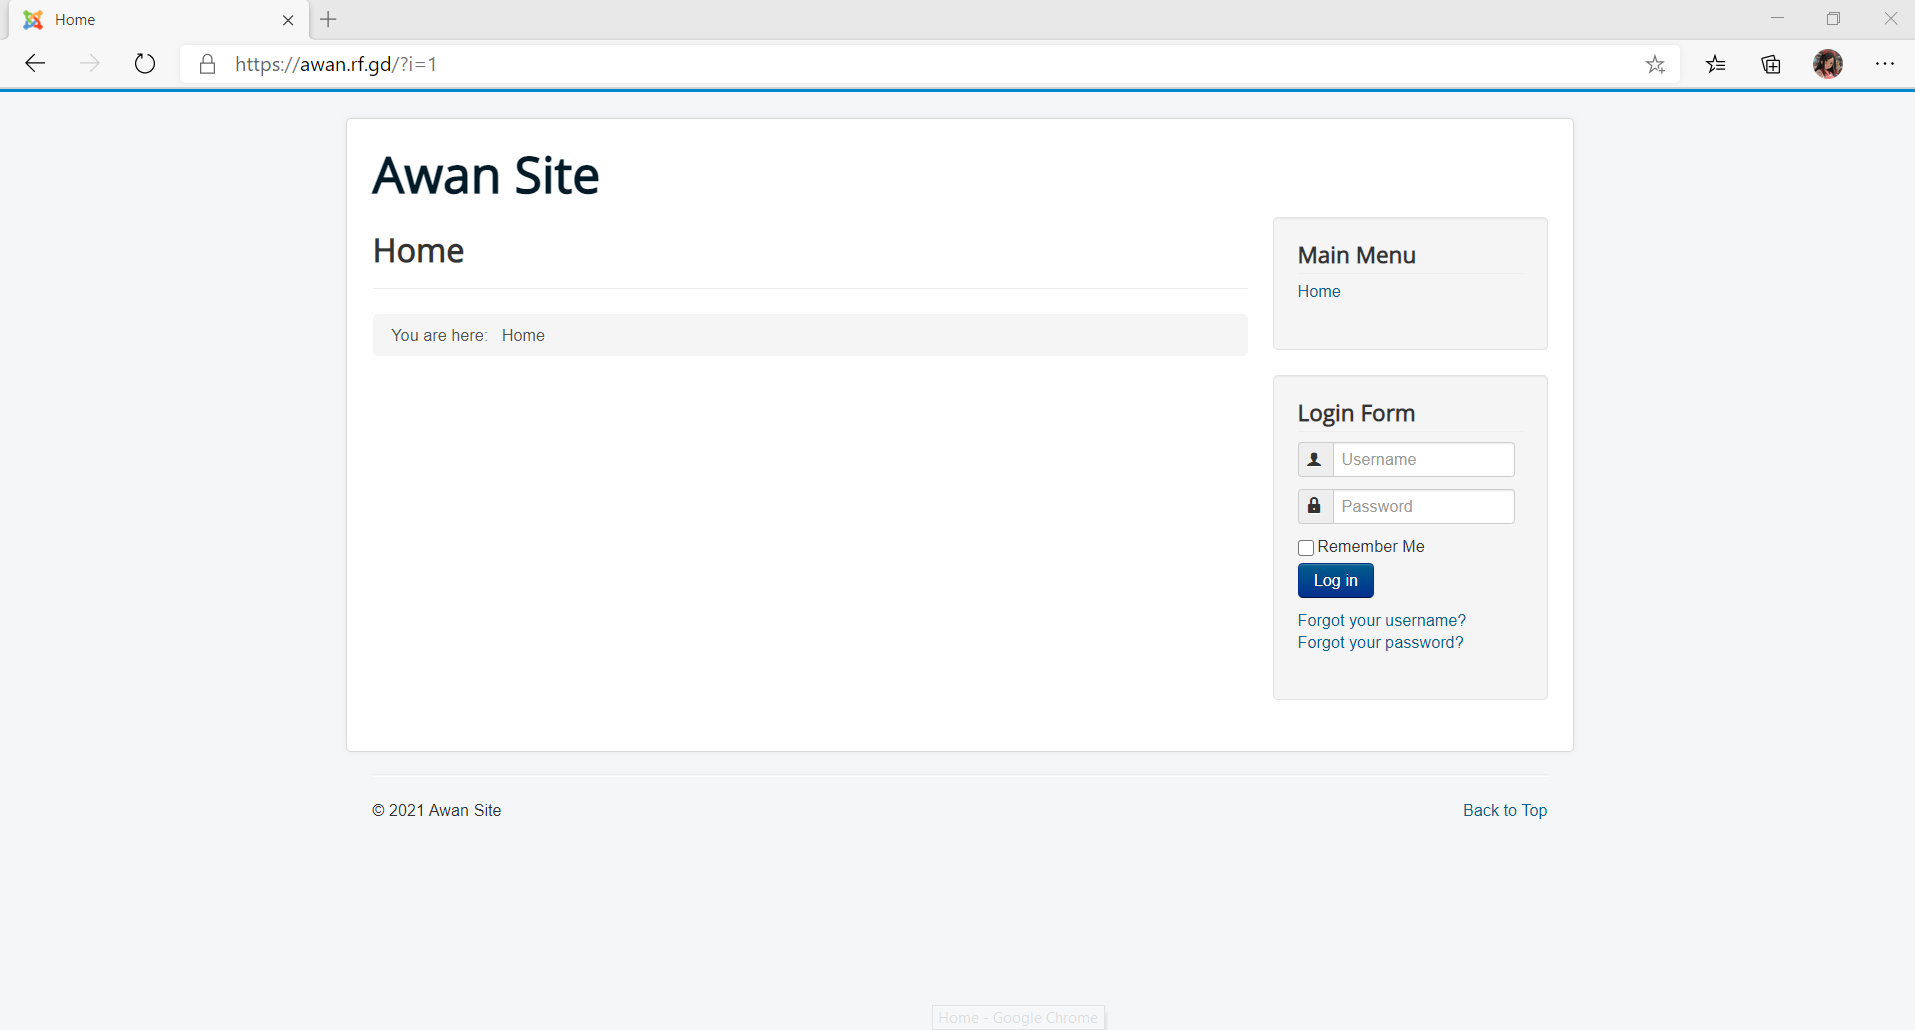 Home
https://awan.rf.gd/?i=1
Awan Site
Home
You are here: Home
Main Menu
Home
Login Form
Username
Password
Remember Me
Log in
Forgot your username?
Forgot your password?
© 2021 Awan Site
Back to Top
Home - Google Chrome